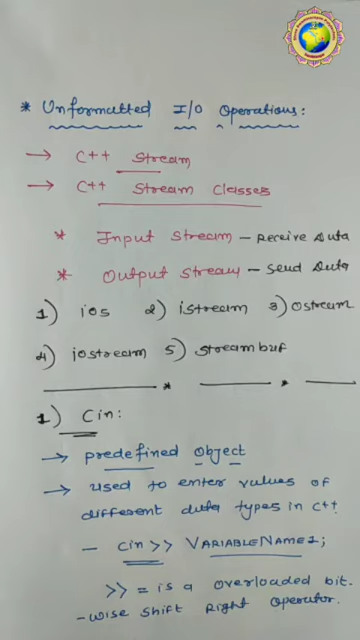 * Unformatted I/O Operations:
→ C++ Stream
→ C++ Stream Classes
* Input Stream – receive data
* Output Stream – send data
1) ios 2) istream 3) ostream
4) iostream 5) streambuf
1) Cin:
→ predefined object
→ used to enter values of
different data types in C++
– cin >> VARIABLENAME1;
>> = is a overloaded bit.
-wise shift Right Operator.